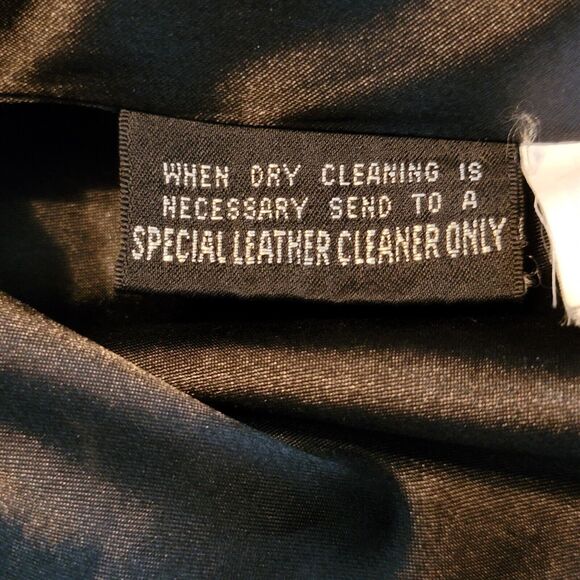 WHEN DRY CLEANING IS
NECESSARY SEND TO A
SPECIAL LEATHER CLEANER ONLY